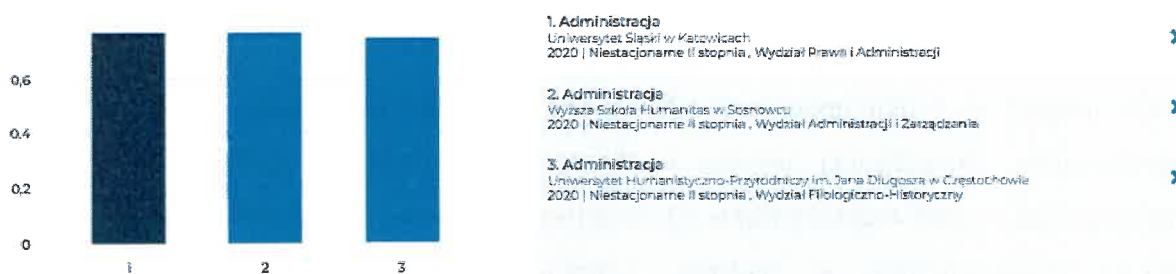 0,6
0,4
0,2
0
1
2
3
1. Administracja
Uniwersytet Śląski w Katowicach
2020 | Niestacjonarne II stopnia , Wydział Prawa i Administracji
2. Administracja
Wyższa Szkoła Humanitas w Sosnowcu
2020 | Niestacjonarne II stopnia , Wydział Administracji i Zarządzania
3. Administracja
Uniwersytet Humanistyczno-Przyrodniczy im. Jana Długosza w Częstochowie
2020 | Niestacjonarne II stopnia , Wydział Filologiczno-Historyczny